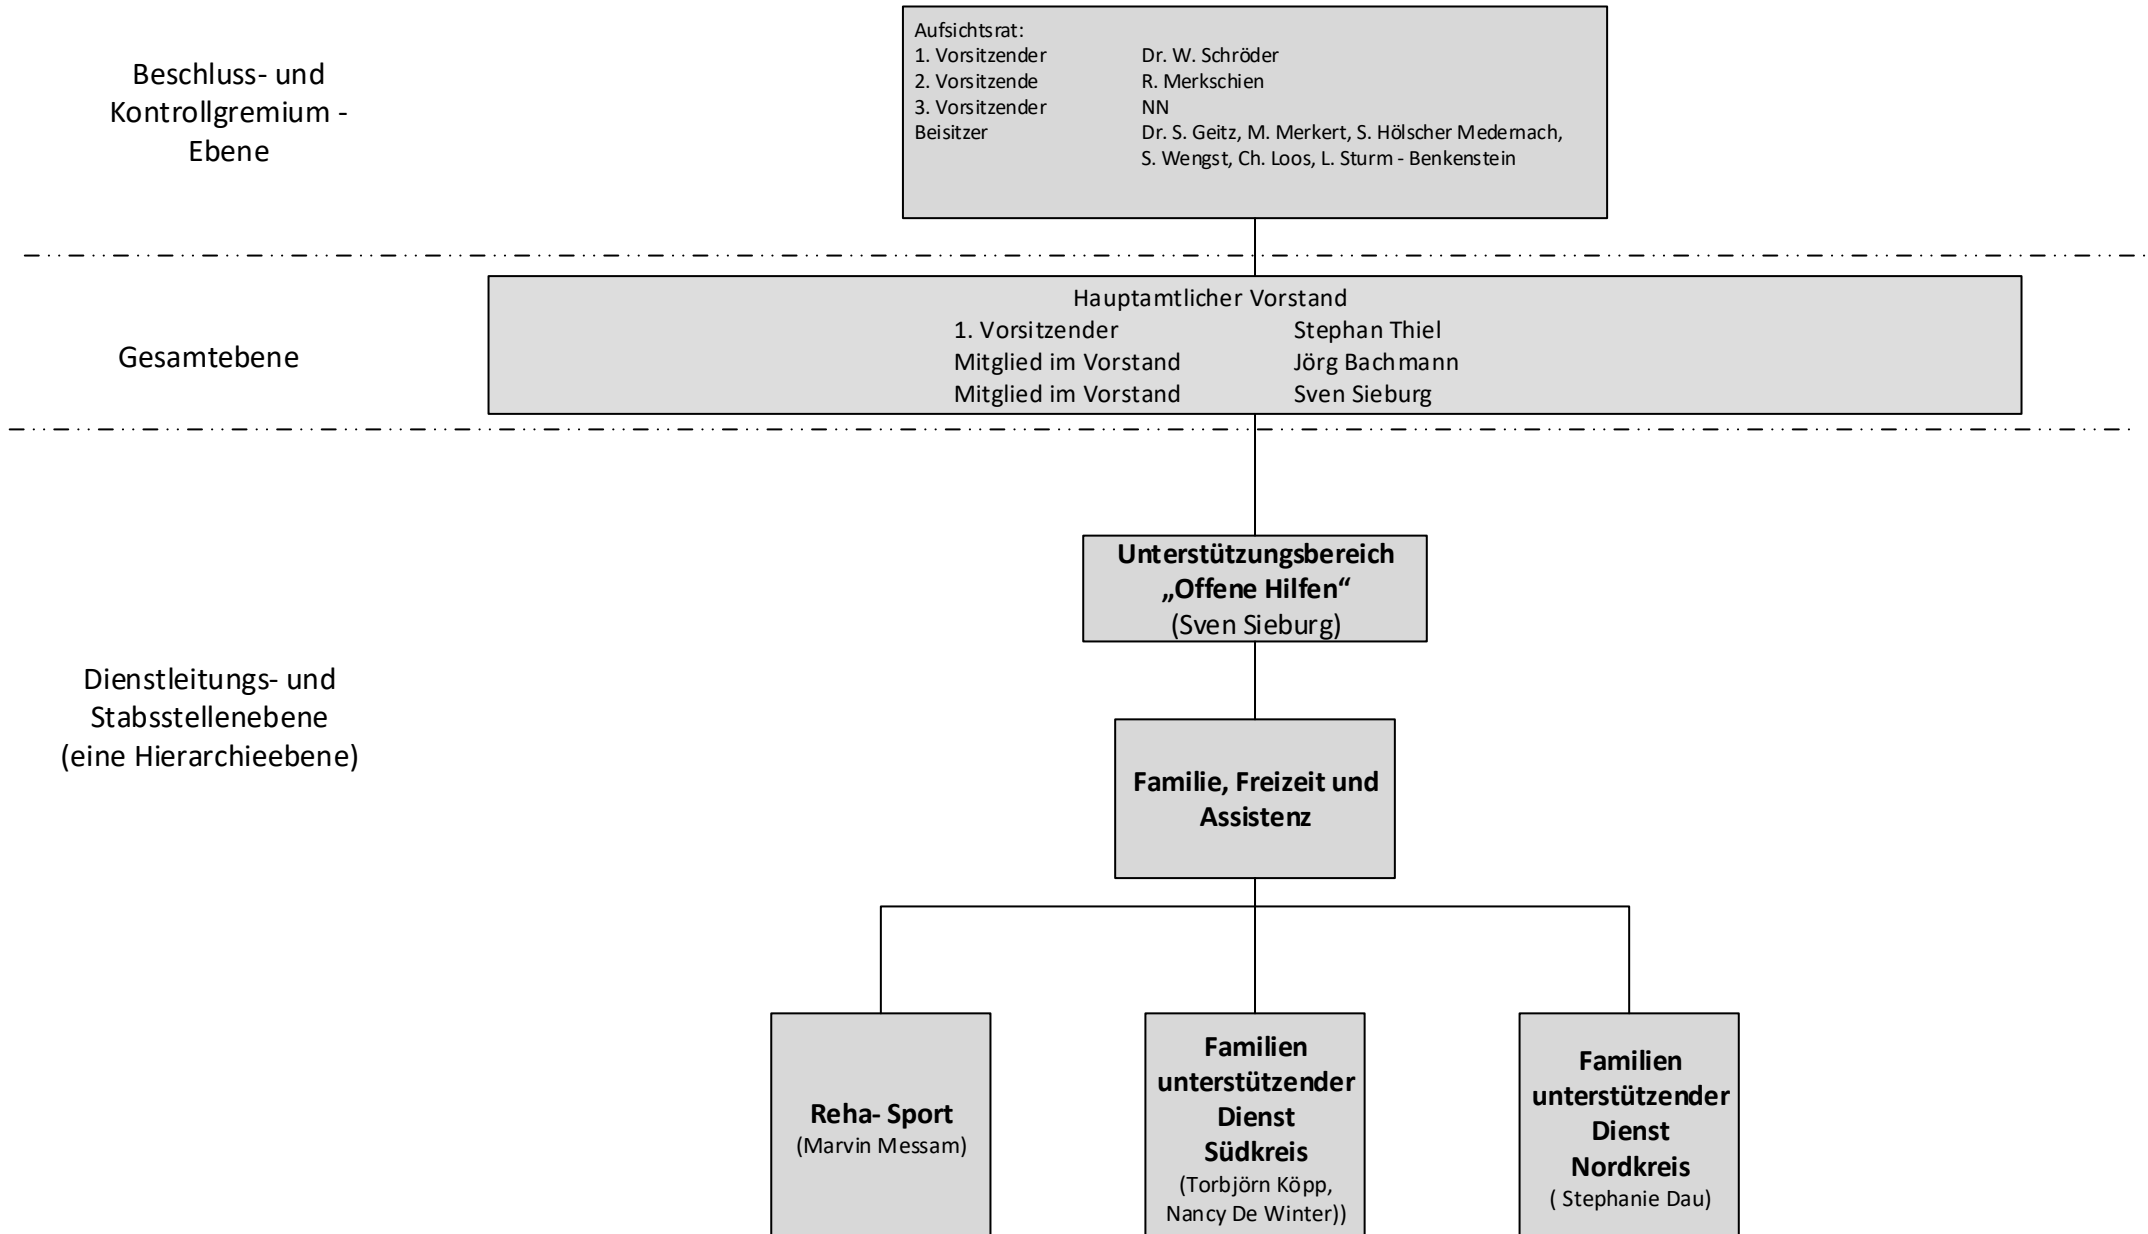 Beschluss- und
Kontrollgremium -
Ebene
Aufsichtsrat:
1. Vorsitzender Dr. W. Schröder
2. Vorsitzende R. Merkschien
3. Vorsitzender NN
Beisitzer Dr. S. Geitz, M. Merkert, S. Hölscher Medernach,
S. Wengst, Ch. Loos, L. Sturm - Benkenstein
Gesamtebene
Hauptamtlicher Vorstand
1. Vorsitzender Stephan Thiel
Mitglied im Vorstand Jörg Bachmann
Mitglied im Vorstand Sven Sieburg
Dienstleitungs- und
Stabsstellenebene
(eine Hierarchieebene)
Unterstützungsbereich
„Offene Hilfen“
(Sven Sieburg)
Familie, Freizeit und
Assistenz
Reha- Sport
(Marvin Messam)
Familien
unterstützender
Dienst
Südkreis
(Torbjörn Köpp,
Nancy De Winter))
Familien
unterstützender
Dienst
Nordkreis
( Stephanie Dau)